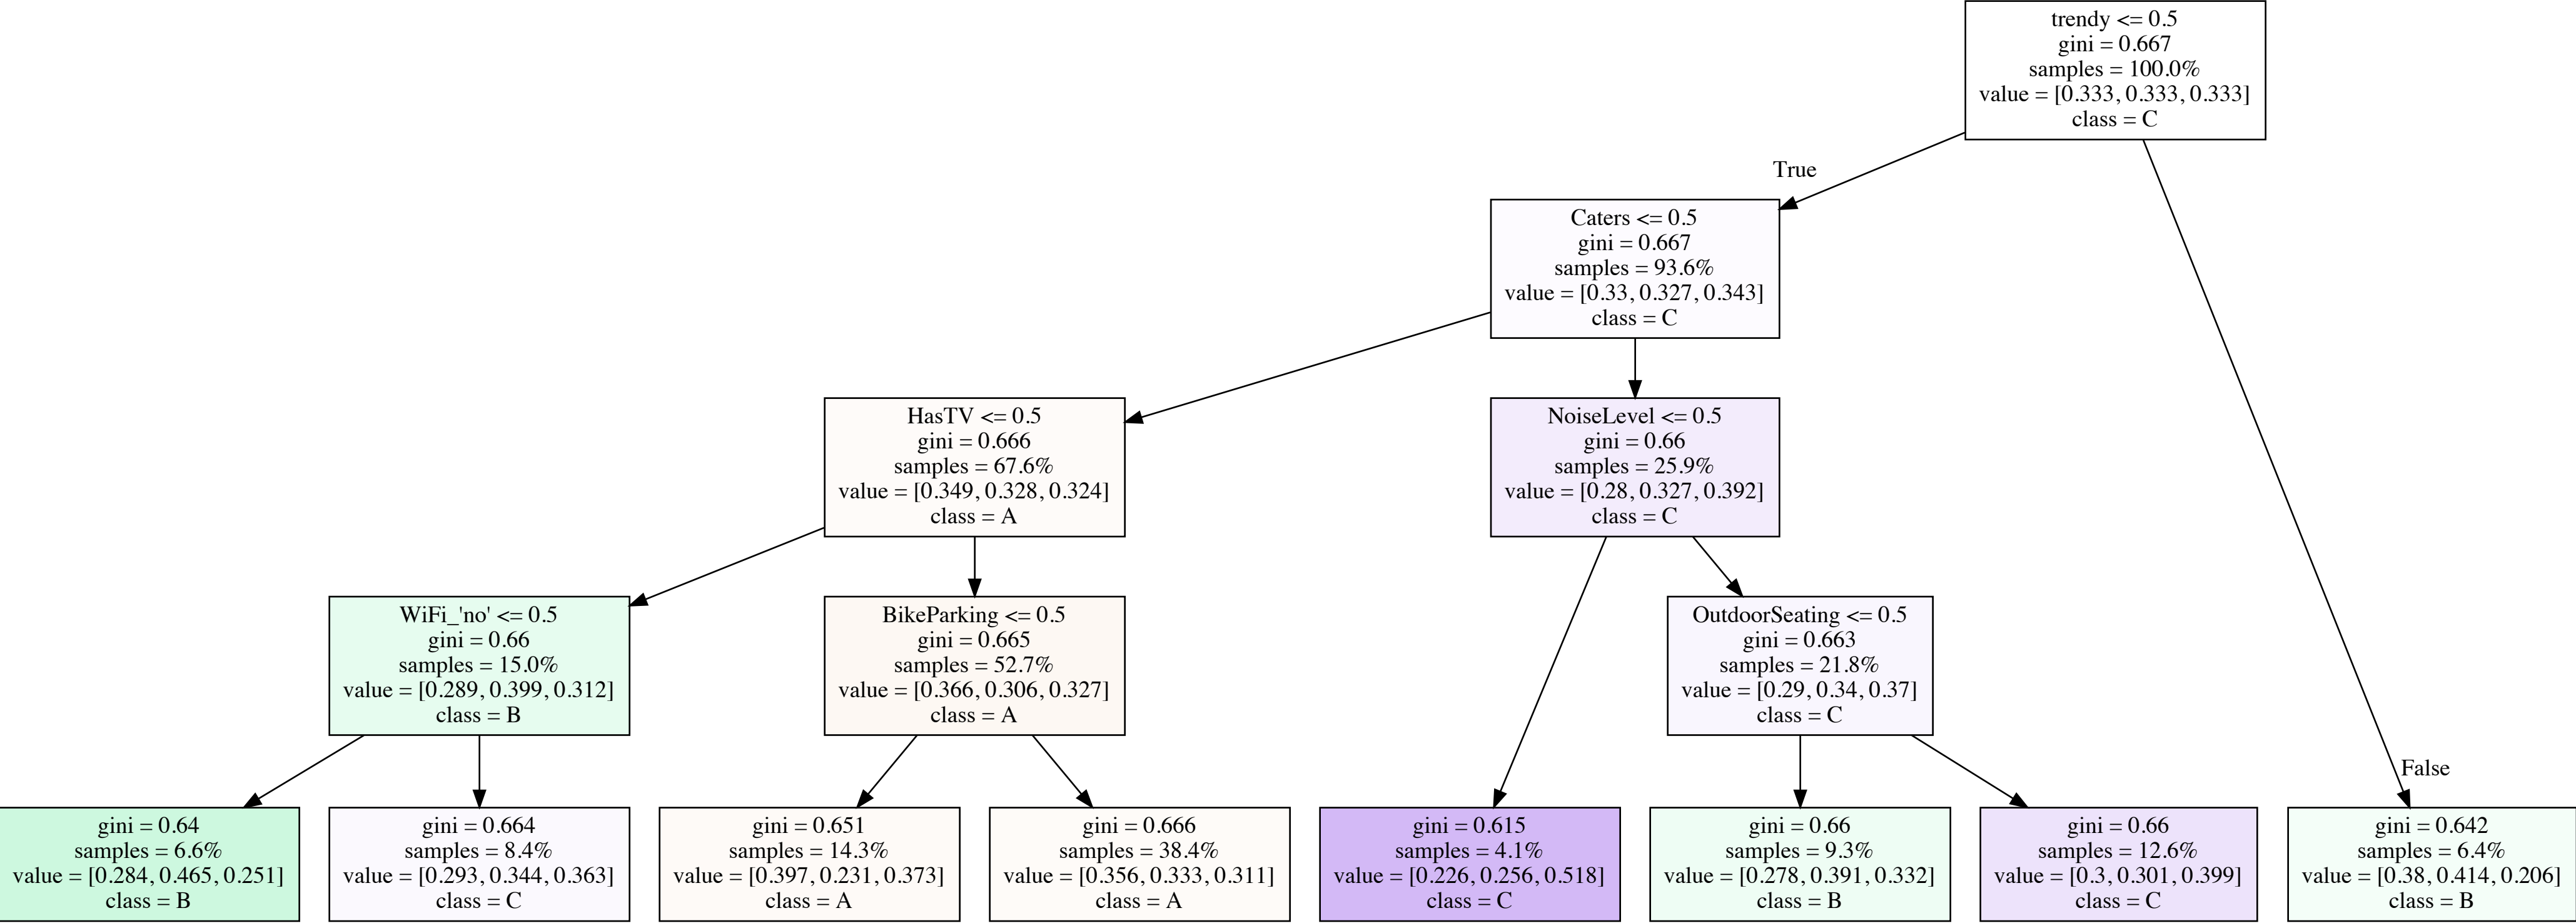 trendy <= 0.5
gini = 0.667
samples = 100.0%
value = [0.333, 0.333, 0.333]
class = C
True
Caters <= 0.5
gini = 0.667
samples = 93.6%
value = [0.33, 0.327, 0.343]
class = C
HasTV <= 0.5
gini = 0.666
samples = 67.6%
value = [0.349, 0.328, 0.324]
class = A
NoiseLevel <= 0.5
gini = 0.66
samples = 25.9%
value = [0.28, 0.327, 0.392]
class = C
WiFi_'no' <= 0.5
gini = 0.66
samples = 15.0%
value = [0.289, 0.399, 0.312]
class = B
BikeParking <= 0.5
gini = 0.665
samples = 52.7%
value = [0.366, 0.306, 0.327]
class = A
OutdoorSeating <= 0.5
gini = 0.663
samples = 21.8%
value = [0.29, 0.34, 0.37]
class = C
False
gini = 0.64
samples = 6.6%
value = [0.284, 0.465, 0.251]
class = B
gini = 0.664
samples = 8.4%
value = [0.293, 0.344, 0.363]
class = C
gini = 0.651
samples = 14.3%
value = [0.397, 0.231, 0.373]
class = A
gini = 0.666
samples = 38.4%
value = [0.356, 0.333, 0.311]
class = A
gini = 0.615
samples = 4.1%
value = [0.226, 0.256, 0.518]
class = C
gini = 0.66
samples = 9.3%
value = [0.278, 0.391, 0.332]
class = B
gini = 0.66
samples = 12.6%
value = [0.3, 0.301, 0.399]
class = C
gini = 0.642
samples = 6.4%
value = [0.38, 0.414, 0.206]
class = B